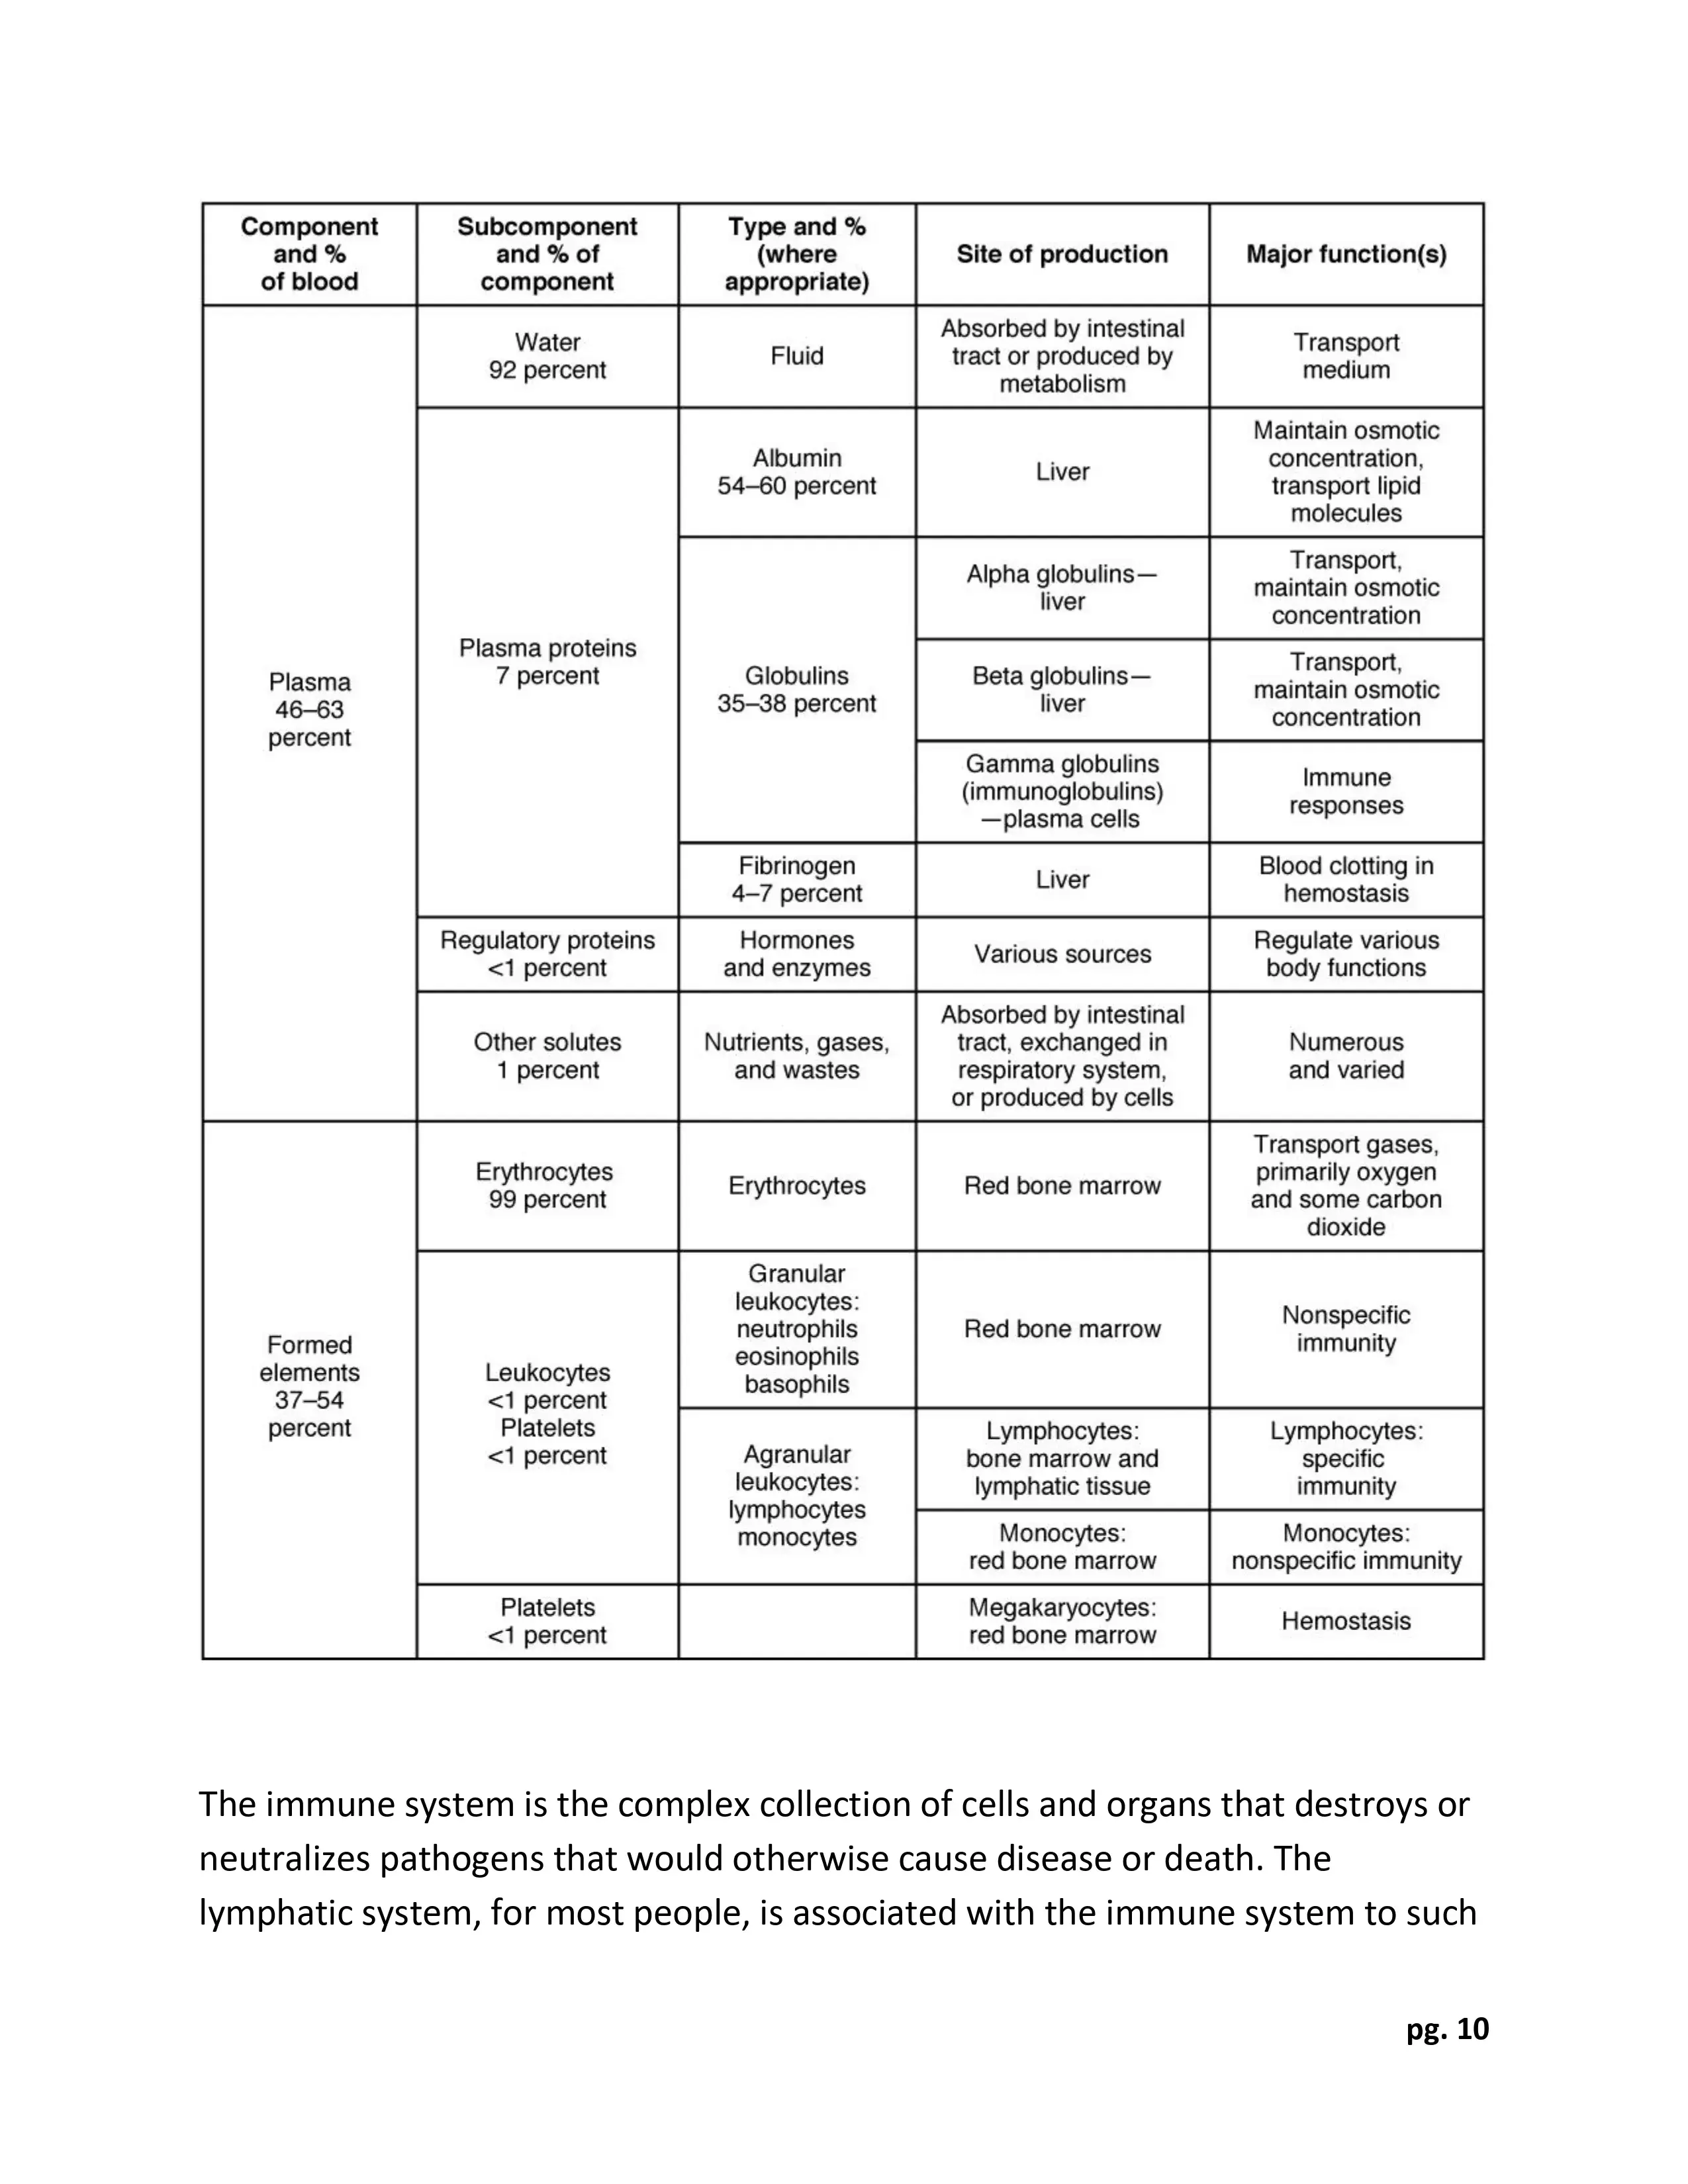 Component
and %
of blood
Subcomponent
and % of
component
Type and %
(where
appropriate)
Site of production
Major function(s)
Plasma
46–63
percent
Water
92 percent
Fluid
Absorbed by intestinal
tract or produced by
metabolism
Transport
medium
Plasma proteins
7 percent
Albumin
54–60 percent
Liver
Maintain osmotic
concentration,
transport lipid
molecules
Globulins
35–38 percent
Alpha globulins—
liver
Transport,
maintain osmotic
concentration
Beta globulins—
liver
Transport,
maintain osmotic
concentration
Gamma globulins
(immunoglobulins)
—plasma cells
Immune
responses
Fibrinogen
4–7 percent
Liver
Blood clotting in
hemostasis
Regulatory proteins
<1 percent
Hormones
and enzymes
Various sources
Regulate various
body functions
Other solutes
1 percent
Nutrients, gases,
and wastes
Absorbed by intestinal
tract, exchanged in
respiratory system,
or produced by cells
Numerous
and varied
Formed
elements
37–54
percent
Erythrocytes
99 percent
Erythrocytes
Red bone marrow
Transport gases,
primarily oxygen
and some carbon
dioxide
Leukocytes
<1 percent
Platelets
<1 percent
Granular
leukocytes:
neutrophils
eosinophils
basophils
Red bone marrow
Nonspecific
immunity
Agranular
leukocytes:
lymphocytes
monocytes
Lymphocytes:
bone marrow and
lymphatic tissue
Lymphocytes:
specific
immunity
Monocytes:
red bone marrow
Monocytes:
nonspecific immunity
Platelets
<1 percent
Megakaryocytes:
red bone marrow
Hemostasis
The immune system is the complex collection of cells and organs that destroys or
neutralizes pathogens that would otherwise cause disease or death. The
lymphatic system, for most people, is associated with the immune system to such
pg. 10